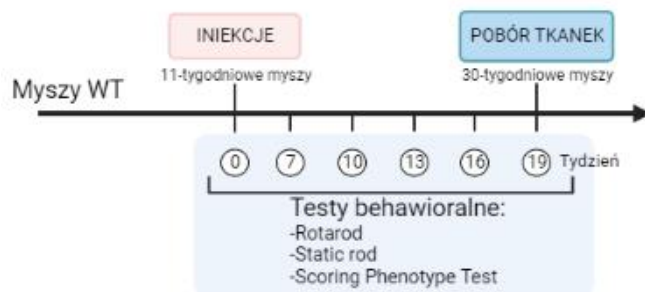 INIEKCJE
POBÓR TKANEK
11-tygodniowe myszy
30-tygodniowe myszy
Myszy WT
0 7 10 13 16 19 Tydzień
Testy behawioralne:
-Rotarod
-Static rod
-Scoring Phenotype Test